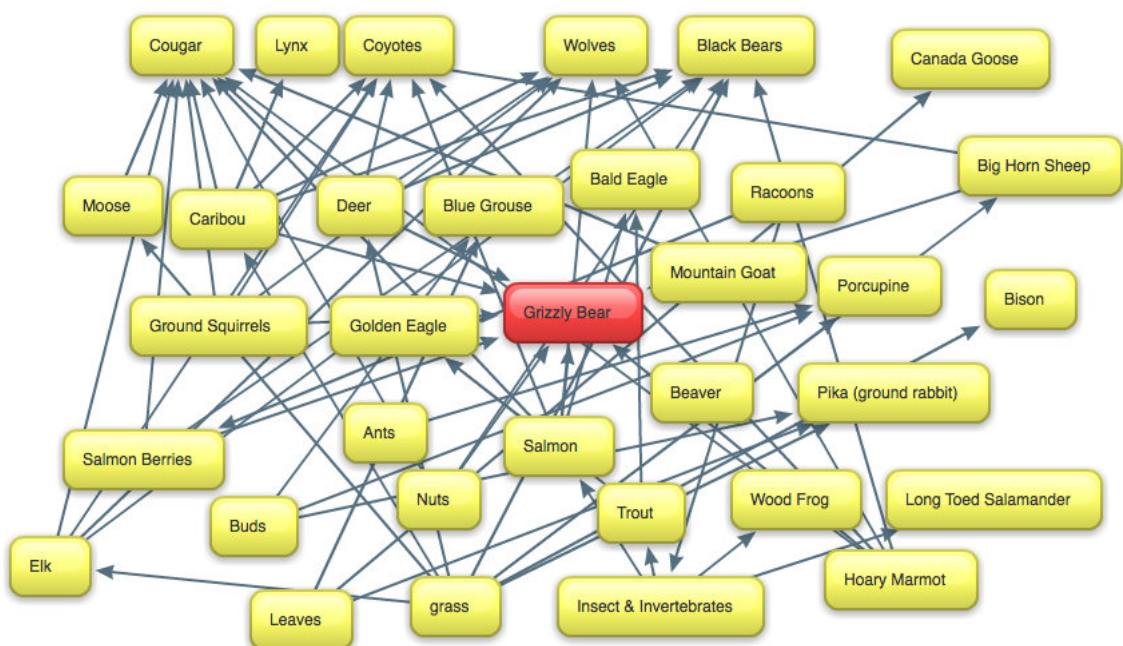 Cougar
Lynx
Coyotes
Wolves
Black Bears
Canada Goose
Moose
Caribou
Deer
Blue Grouse
Bald Eagle
Racoons
Big Horn Sheep
Ground Squirrels
Golden Eagle
Grizzly Bear
Mountain Goat
Porcupine
Bison
Salmon Berries
Ants
Salmon
Beaver
Pika (ground rabbit)
Buds
Nuts
Trout
Wood Frog
Long Toed Salamander
Elk
Leaves
grass
Insect & Invertebrates
Hoary Marmot